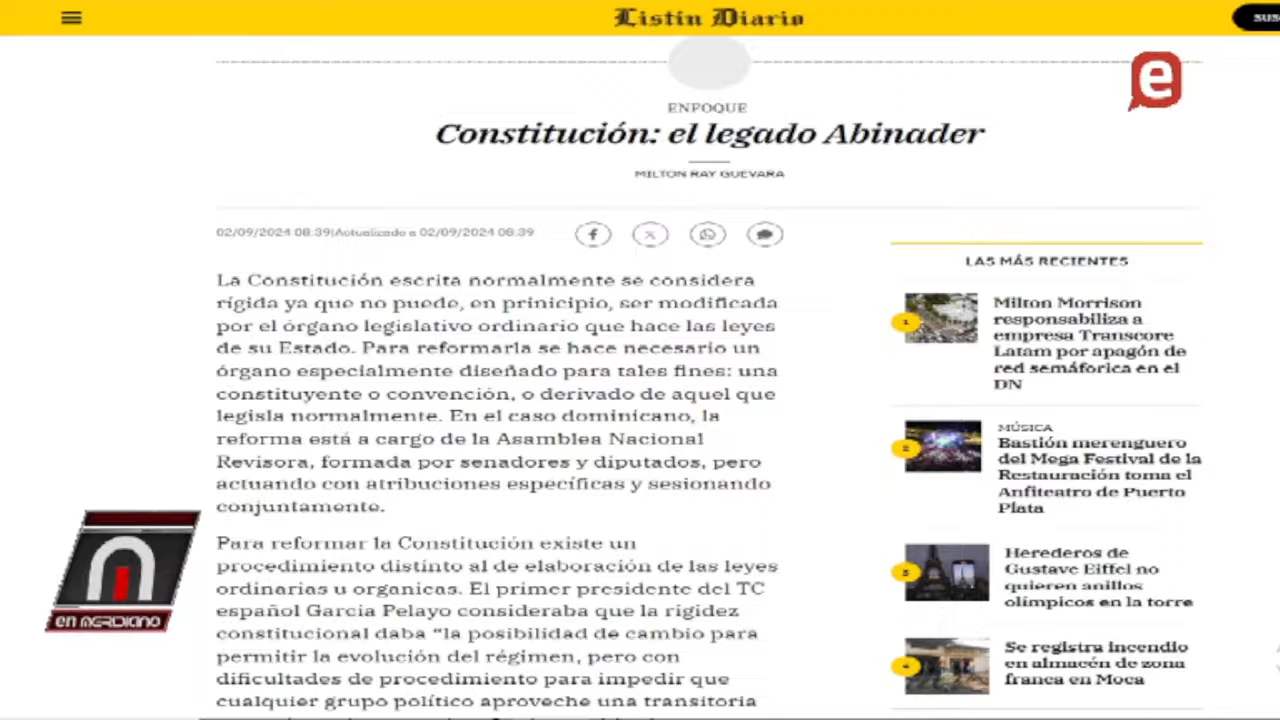 Listin Diario
SUS
e
ENFOQUE
Constitución: el legado Abinader
MILTON RAY GUEVARA
02/09/2024 08:39|Actualizado a 02/09/2024 08:39
La Constitución escrita normalmente se considera
rígida ya que no puede, en prinicipio, ser modificada
por el órgano legislativo ordinario que hace las leyes
de su Estado. Para reformarla se hace necesario un
órgano especialmente diseñado para tales fines: una
constituyente o convención, o derivado de aquel que
legisla normalmente. En el caso dominicano, la
reforma está a cargo de la Asamblea Nacional
Revisora, formada por senadores y diputados, pero
actuando con atribuciones específicas y sesionando
conjuntamente.
Para reformar la Constitución existe un
procedimiento distinto al de elaboración de las leyes
ordinarias u organicas. El primer presidente del TC
español Garcia Pelayo consideraba que la rigidez
constitucional daba “la posibilidad de cambio para
permitir la evolución del régimen, pero con
dificultades de procedimiento para impedir que
cualquier grupo político aproveche una transitoria
LAS MÁS RECIENTES
1
Milton Morrison
responsabiliza a
empresa Transcore
Latam por apagón de
red semáforica en el
DN
2
MÚSICA
Bastión merenguero
del Mega Festival de la
Restauración toma el
Anfiteatro de Puerto
Plata
3
Herederos de
Gustave Eiffel no
quieren anillos
olímpicos en la torre
4
Se registra incendio
en almacén de zona
franca en Moca
en MERIDIANO